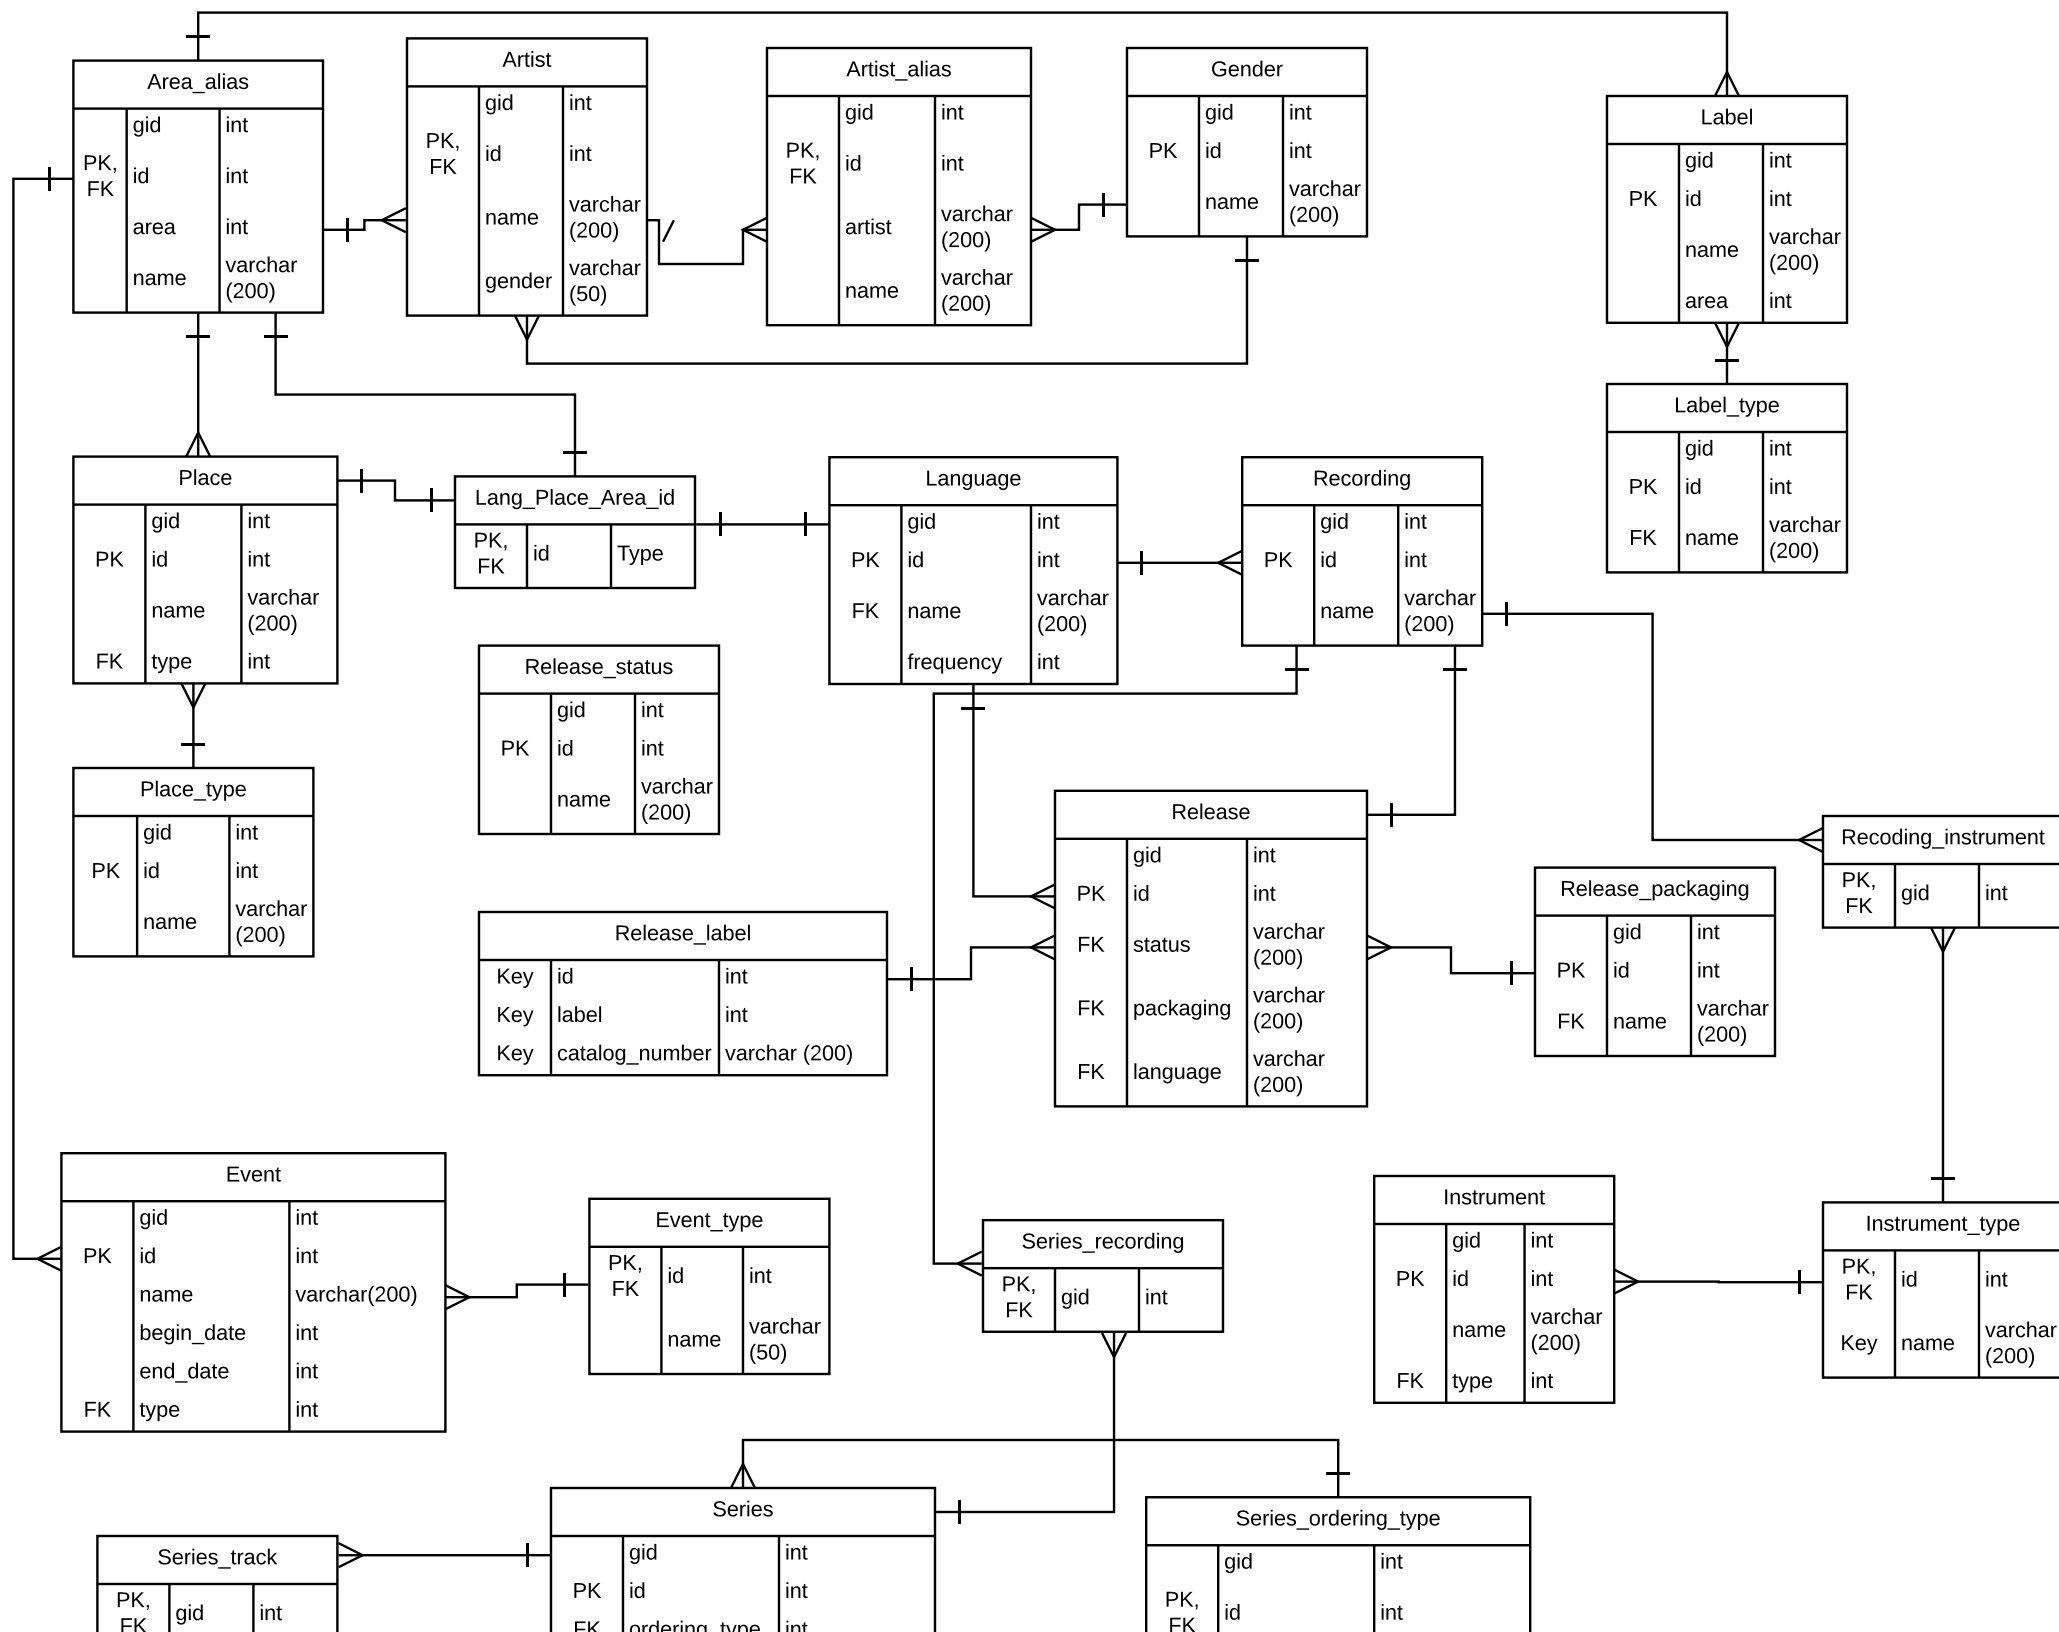 Area_alias
gid int
PK,
FK id int
area int
name varchar
(200)
Artist
gid int
PK,
FK id int
name varchar
(200)
gender varchar
(50)
Artist_alias
gid int
PK,
FK id int
artist varchar
(200)
name varchar
(200)
Gender
gid int
PK id int
name varchar
(200)
Label
gid int
PK id int
name varchar
(200)
area int
Label_type
gid int
PK id int
FK name varchar
(200)
Place
gid int
PK id int
name varchar
(200)
FK type int
Lang_Place_Area_id
PK,
FK id Type
Language
gid int
PK id int
FK name varchar
(200)
frequency int
Recording
gid int
PK id int
name varchar
(200)
Release_status
gid int
PK id int
name varchar
(200)
Place_type
gid int
PK id int
name varchar
(200)
Release
gid int
PK id int
FK status varchar
(200)
FK packaging varchar
(200)
FK language varchar
(200)
Recoding_instrument
PK,
FK gid int
Release_packaging
gid int
PK id int
FK name varchar
(200)
Release_label
Key id int
Key label int
Key catalog_number varchar (200)
Event
gid int
PK id int
name varchar(200)
begin_date int
end_date int
FK type int
Event_type
PK,
FK id int
name varchar
(50)
Series_recording
PK,
FK gid int
Instrument
gid int
PK id int
name varchar
(200)
FK type int
Instrument_type
PK,
FK id int
Key name varchar
(200)
Series
gid int
PK id int
FK ordering_type int
Series_ordering_type
gid int
PK,
FK id int
Series_track
PK,
FK gid int